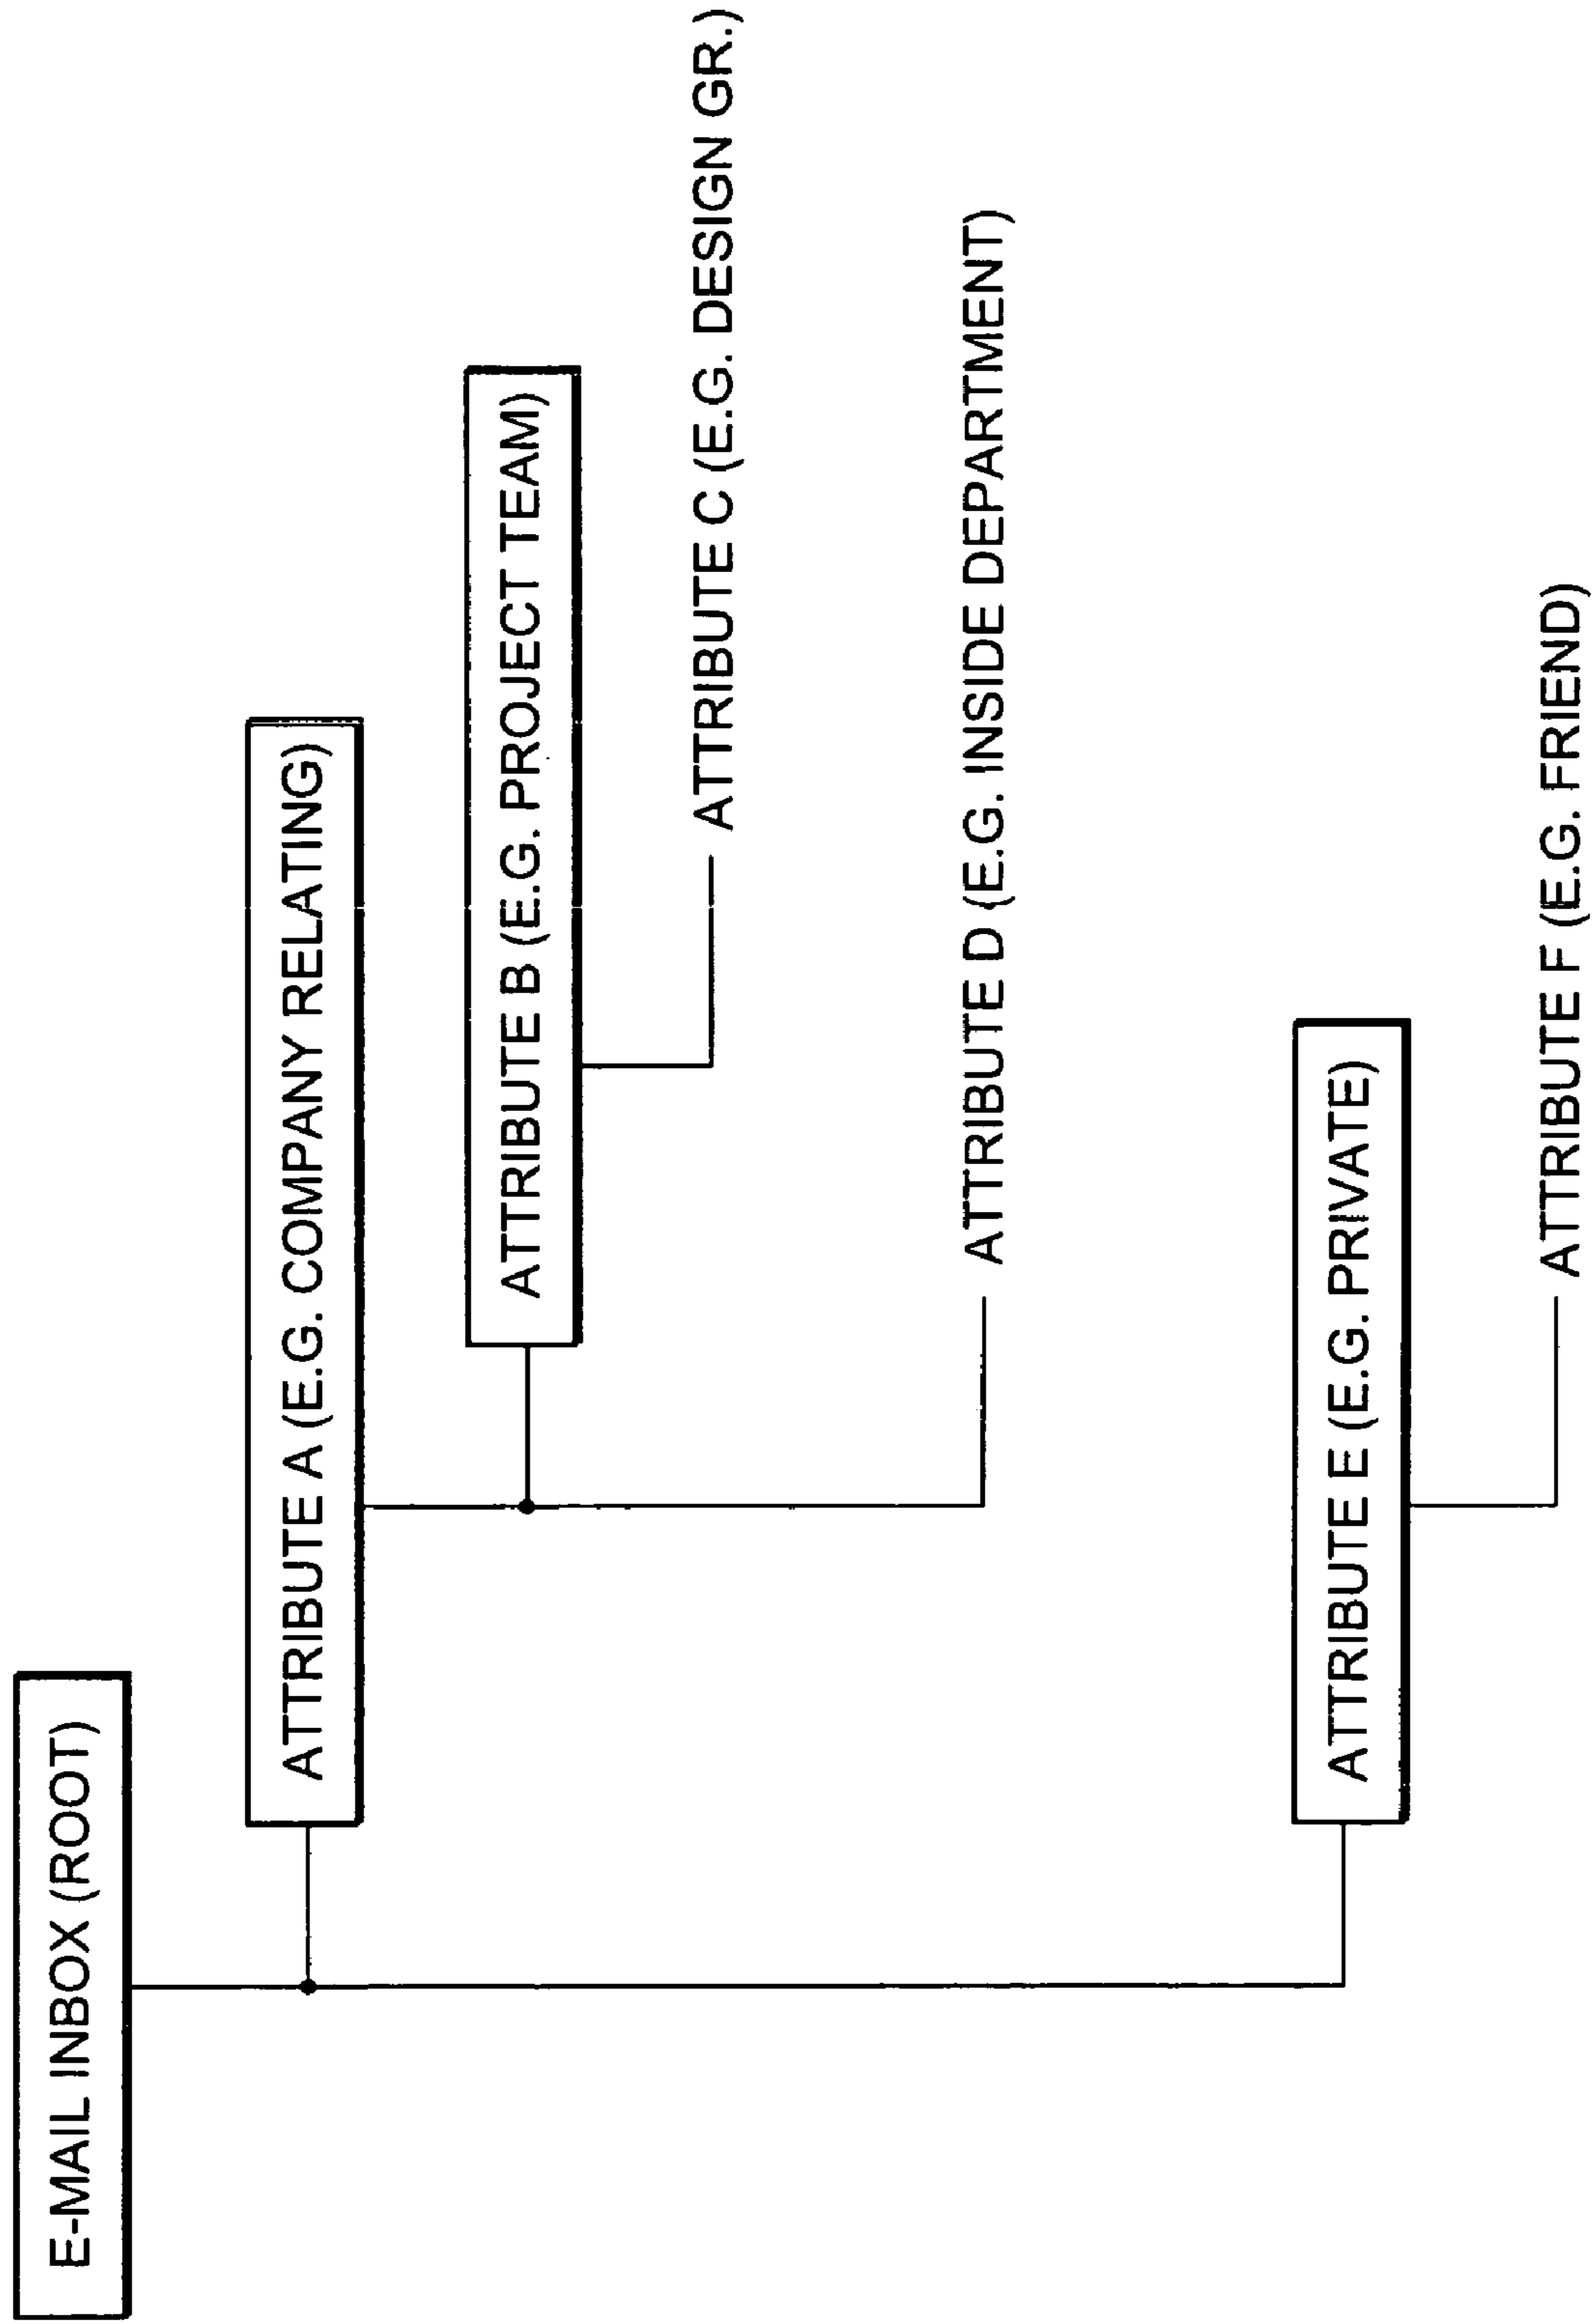 E-MAIL INBOX (ROOT)
ATTRIBUTE A (E.G. COMPANY RELATING)
ATTRIBUTE B (E.G. PROJECT TEAM)
ATTRIBUTE C (E.G. DESIGN GR.)
ATTRIBUTE D (E.G. INSIDE DEPARTMENT)
ATTRIBUTE E (E.G. PRIVATE)
ATTRIBUTE F (E.G. FRIEND)